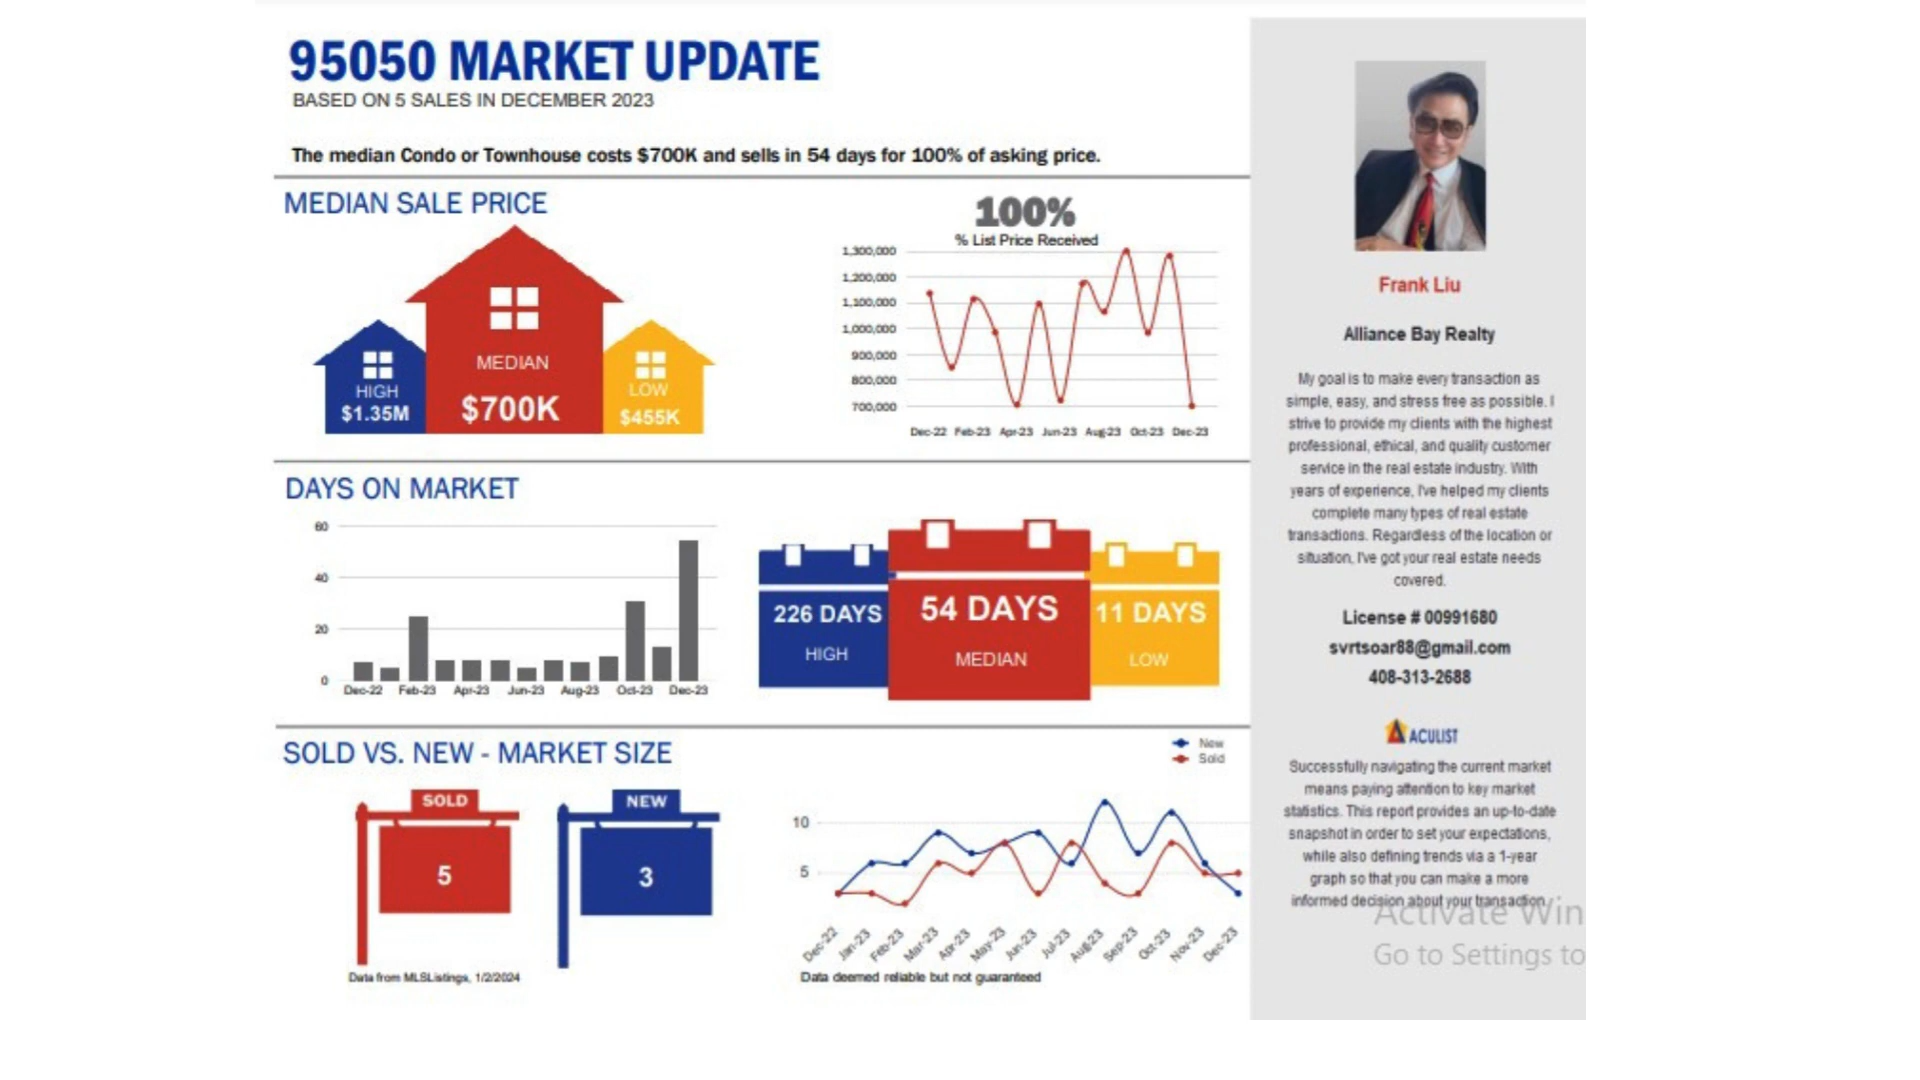 95050 MARKET UPDATE
BASED ON 5 SALES IN DECEMBER 2023
The median Condo or Townhouse costs $700K and sells in 54 days for 100% of asking price.
MEDIAN SALE PRICE
HIGH
$1.35M
MEDIAN
$700K
LOW
$455K
100%
% List Price Received
1,300,000
1,200,000
1,100,000
1,000,000
900,000
800,000
700,000
Dec-22 Feb-23 Apr-23 Jun-23 Aug-23 Oct-23 Dec-23
DAYS ON MARKET
60
40
20
0
Dec-22 Feb-23 Apr-23 Jun-23 Aug-23 Oct-23 Dec-23
226 DAYS
HIGH
54 DAYS
MEDIAN
11 DAYS
LOW
SOLD VS. NEW - MARKET SIZE
SOLD
5
NEW
3
Data from MLSListings, 1/2/2024
New
Sold
10
5
Dec-22 Jan-23 Feb-23 Mar-23 Apr-23 May-23 Jun-23 Jul-23 Aug-23 Sep-23 Oct-23 Nov-23 Dec-23
Data deemed reliable but not guaranteed
Frank Liu
Alliance Bay Realty
My goal is to make every transaction as
simple, easy, and stress free as possible. I
strive to provide my clients with the highest
professional, ethical, and quality customer
service in the real estate industry. With
years of experience, I've helped my clients
complete many types of real estate
transactions. Regardless of the location or
situation, I've got your real estate needs
covered.
License # 00991680
svrtsoar88@gmail.com
408-313-2688
ACULIST
Successfully navigating the current market
means paying attention to key market
statistics. This report provides an up-to-date
snapshot in order to set your expectations,
while also defining trends via a 1-year
graph so that you can make a more
informed decision about your transaction.
Activate Win
Go to Settings to